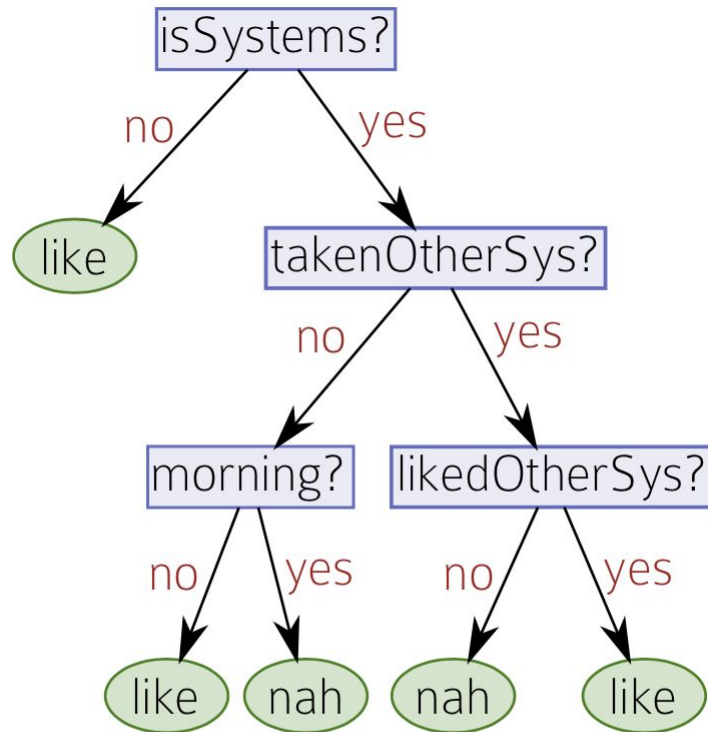 isSystems?
no
yes
like
takenOtherSys?
no
yes
morning?
likedOtherSys?
no
yes
no
yes
like
nah
nah
like